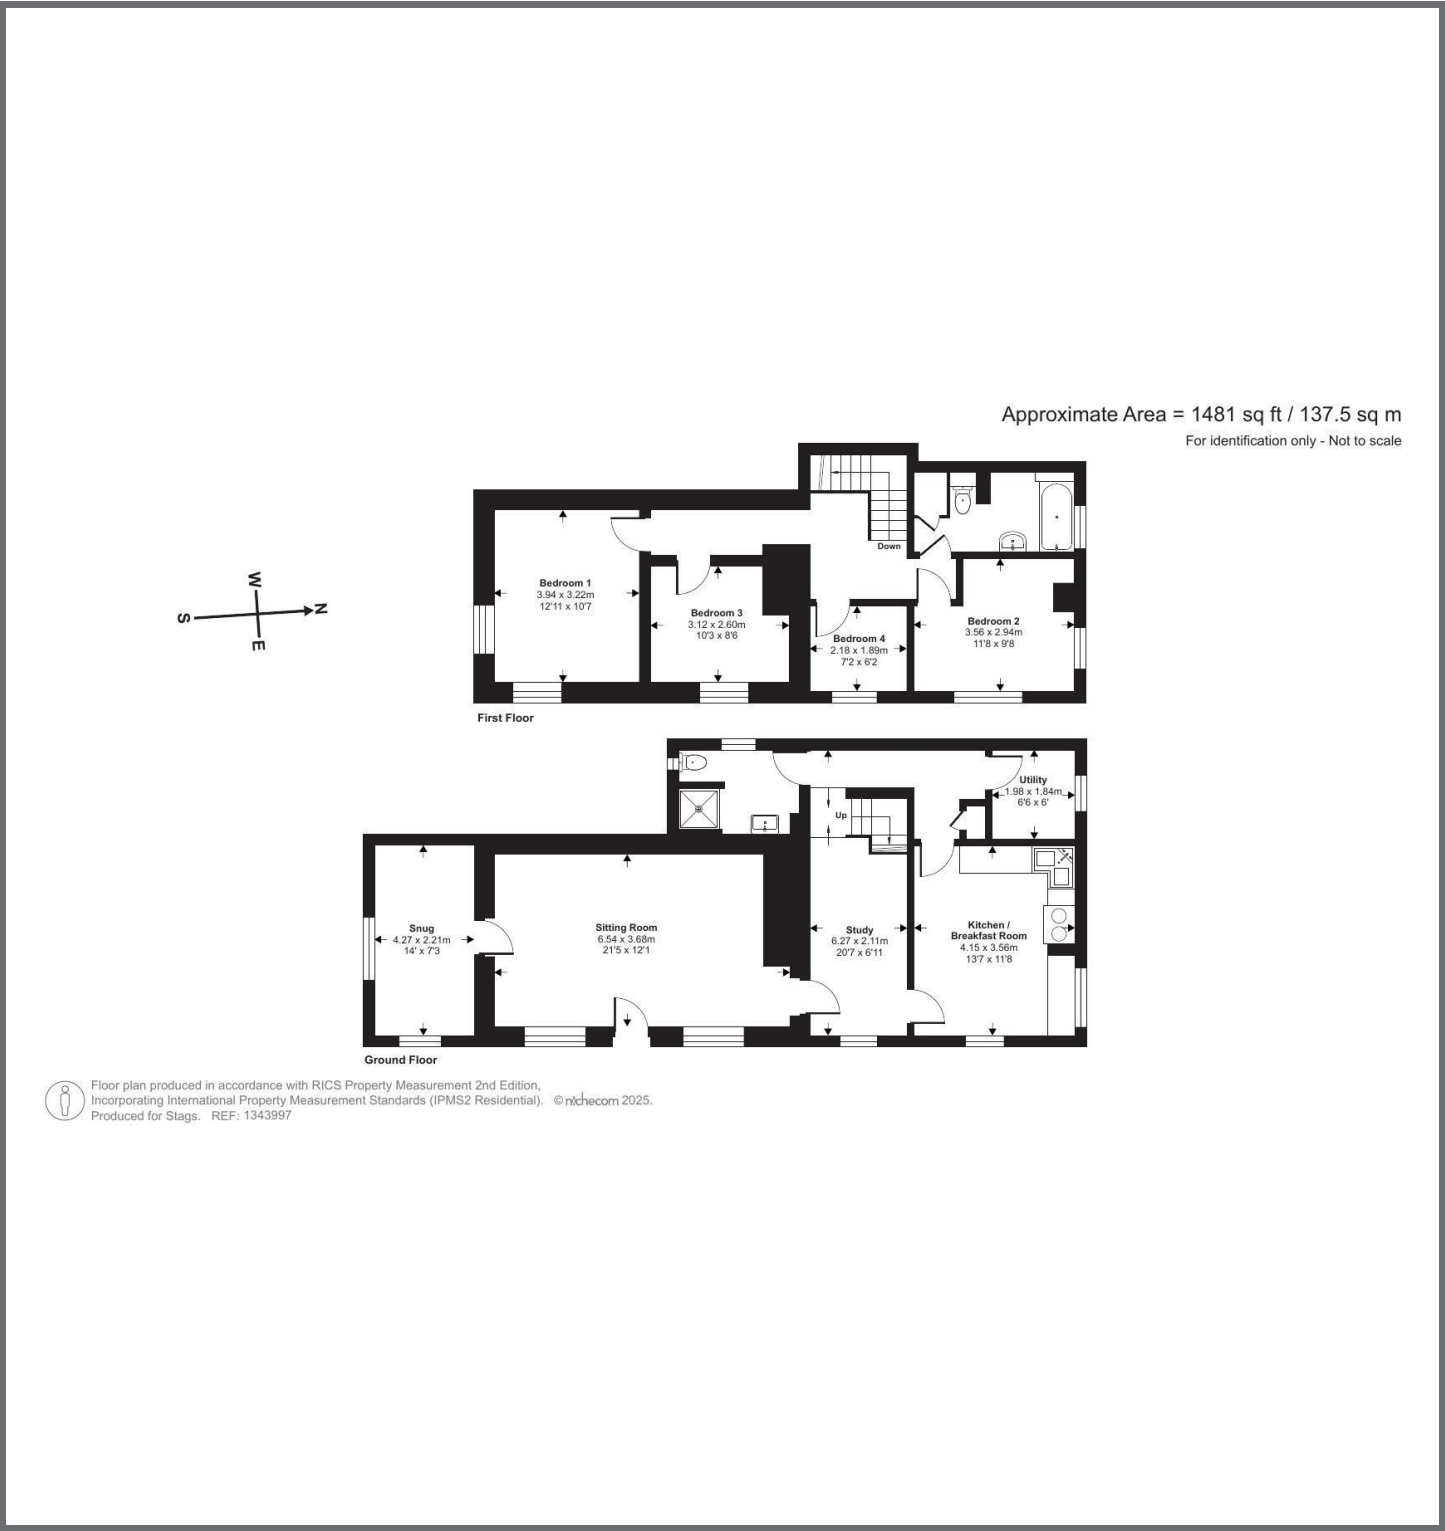 Approximate Area = 1481 sq ft / 137.5 sq m
For identification only - Not to scale
Down
Bedroom 1
3.94 x 3.22m
12'11 x 10'7
Bedroom 3
3.12 x 2.60m
10'3 x 8'6
Bedroom 4
2.18 x 1.89m
7'2 x 6'2
Bedroom 2
3.56 x 2.94m
11'8 x 9'8
W
N
S
E
First Floor
Utility
1.98 x 1.84m
6'6 x 6'
Up
Snug
4.27 x 2.21m
14' x 7'3
Sitting Room
6.54 x 3.68m
21'5 x 12'1
Study
6.27 x 2.11m
20'7 x 6'11
Kitchen /
Breakfast Room
4.15 x 3.56m
13'7 x 11'8
Ground Floor
Floor plan produced in accordance with RICS Property Measurement 2nd Edition,
Incorporating International Property Measurement Standards (IPMS2 Residential). © nichecom 2025.
Produced for Stags. REF: 1343997